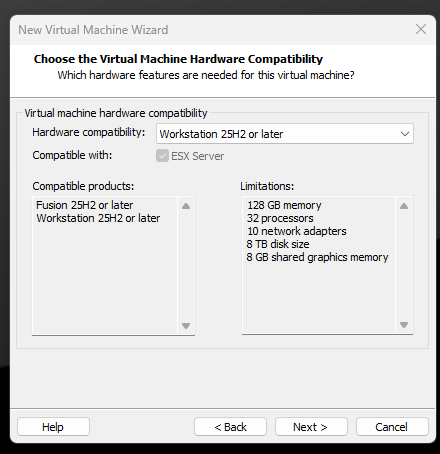 New Virtual Machine Wizard
Choose the Virtual Machine Hardware Compatibility
Which hardware features are needed for this virtual machine?
Virtual machine hardware compatibility
Hardware compatibility: Workstation 25H2 or later
Compatible with: ESX Server
Compatible products:
Fusion 25H2 or later
Workstation 25H2 or later
Limitations:
128 GB memory
32 processors
10 network adapters
8 TB disk size
8 GB shared graphics memory
Help < Back Next > Cancel